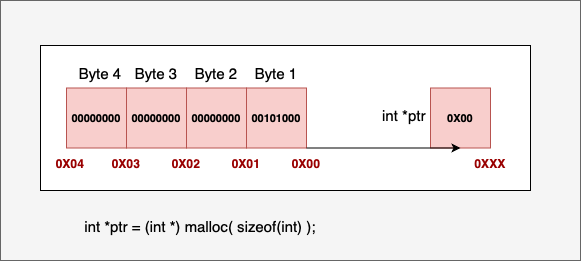 Byte 4 Byte 3 Byte 2 Byte 1
00000000 00000000 00000000 00101000 int *ptr 0X00
0X04 0X03 0X02 0X01 0X00 0XXX
int *ptr = (int *) malloc( sizeof(int) );